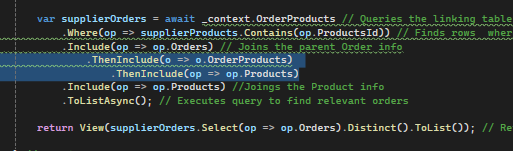 var supplierOrders = await _context.OrderProducts // Queries the linking table
.Where(op => supplierProducts.Contains(op.ProductsId)) // Finds rows wher
.Include(op => op.Orders) // Joins the parent Order info
.ThenInclude(o => o.OrderProducts)
.ThenInclude(op => op.Products)
.Include(op => op.Products) //Joings the Product info
.ToListAsync(); // Executes query to find relevant orders
return View(supplierOrders.Select(op => op.Orders).Distinct().ToList()); // Re